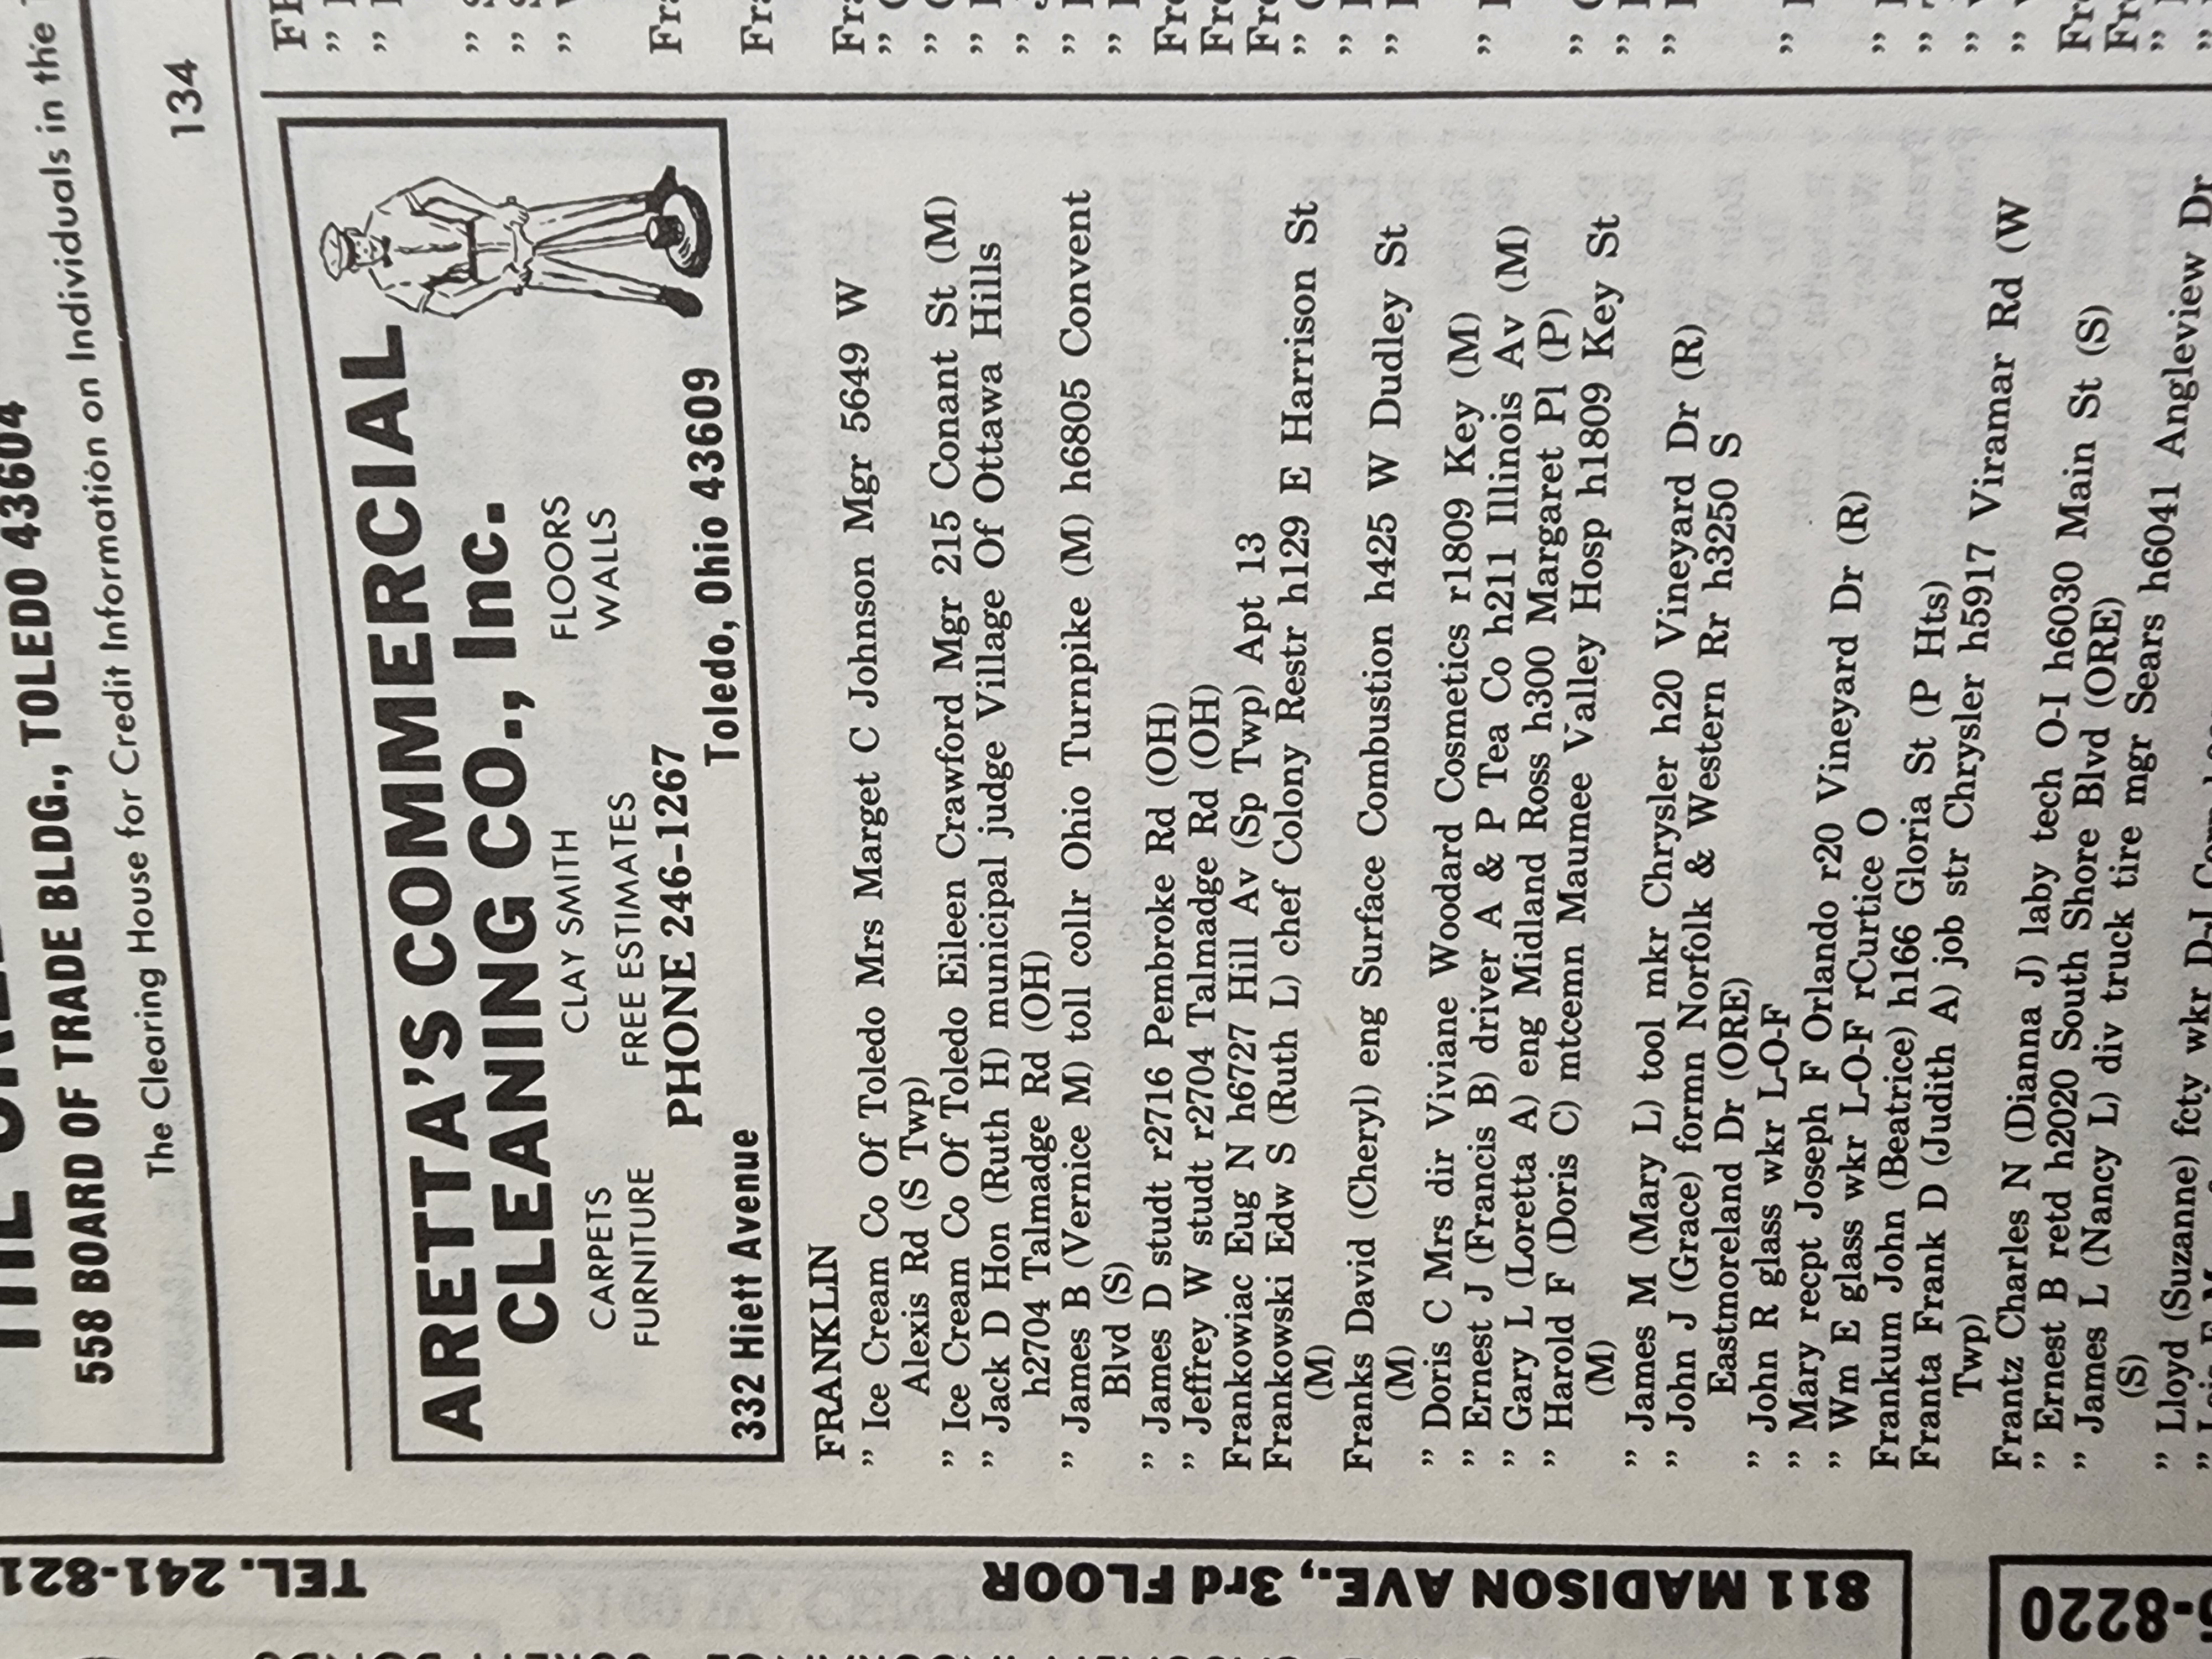 558 BOARD OF TRADE BLDG., TOLEDO 43604
The Clearing House for Credit Information on Individuals in the
134
ARETTA'S COMMERCIAL
CLEANING CO., Inc.
CARPETS CLAY SMITH FLOORS
FURNITURE FREE ESTIMATES WALLS
PHONE 246-1267
332 Hiett Avenue Toledo, Ohio 43609
FRANKLIN
” Ice Cream Co Of Toledo Mrs Marget C Johnson Mgr 5649 W
Alexis Rd (S Twp)
” Ice Cream Co Of Toledo Eileen Crawford Mgr 215 Conant St (M)
” Jack D Hon (Ruth H) municipal judge Village Of Ottawa Hills
h2704 Talmadge Rd (OH)
” James B (Vernice M) toll collr Ohio Turnpike (M) h6805 Convent
Blvd (S)
” James D studt r2716 Pembroke Rd (OH)
” Jeffrey W studt r2704 Talmadge Rd (OH)
Frankowiac Eug N h6727 Hill Av (Sp Twp) Apt 13
Frankowski Edw S (Ruth L) chef Colony Restr h129 E Harrison St
(M)
Franks David (Cheryl) eng Surface Combustion h425 W Dudley St
(M)
” Doris C Mrs dir Viviane Woodard Cosmetics r1809 Key (M)
” Ernest J (Francis B) driver A & P Tea Co h211 Illinois Av (M)
” Gary L (Loretta A) eng Midland Ross h300 Margaret Pl (P)
” Harold F (Doris C) mtcemn Maumee Valley Hosp h1809 Key St
(M)
” James M (Mary L) tool mkr Chrysler h20 Vineyard Dr (R)
” John J (Grace) formn Norfolk & Western Rr h3250 S
Eastmoreland Dr (ORE)
” John R glass wkr L-O-F
” Mary recpt Joseph F Orlando r20 Vineyard Dr (R)
” Wm E glass wkr L-O-F rCurtice O
Frankum John (Beatrice) h166 Gloria St (P Hts)
Franta Frank D (Judith A) job str Chrysler h5917 Viramar Rd (W
Twp)
Frantz Charles N (Dianna J) laby tech O-I h6030 Main St (S)
” Ernest B retd h2020 South Shore Blvd (ORE)
” James L (Nancy L) div truck tire mgr Sears h6041 Angleview Dr
(S)
” Lloyd (Suzanne) fcty wkr D-J
TEL. 241-821
811 MADISON AVE., 3rd FLOOR
-8220